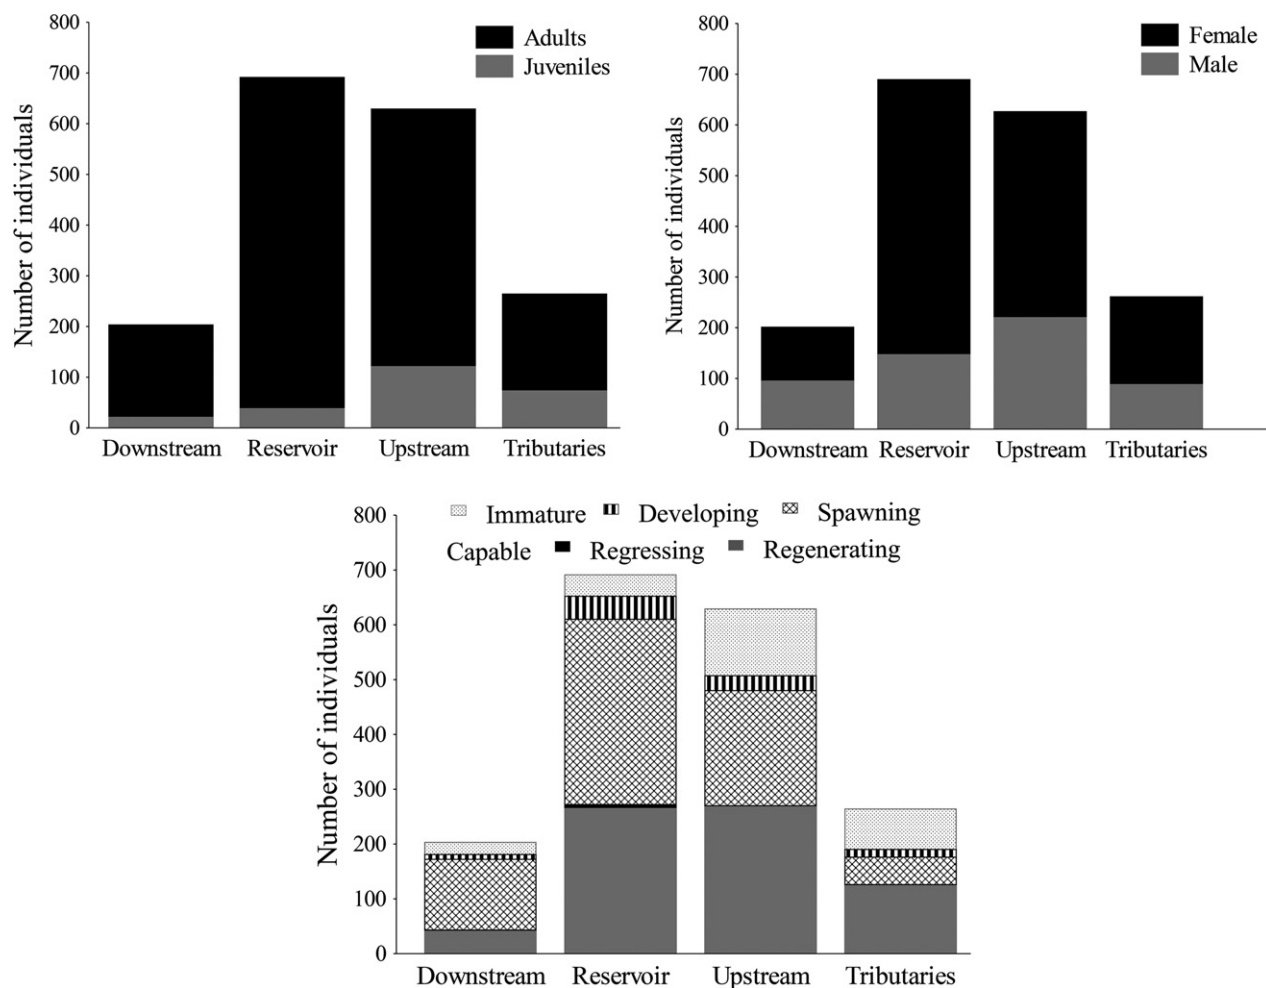 800
700
600
500
400
300
200
100
0
Number of individuals
Adults
Juveniles
Downstream Reservoir Upstream Tributaries
800
700
600
500
400
300
200
100
0
Number of individuals
Female
Male
Downstream Reservoir Upstream Tributaries
800
700
600
500
400
300
200
100
0
Number of individuals
Immature Developing Spawning
Capable Regressing Regenerating
Downstream Reservoir Upstream Tributaries